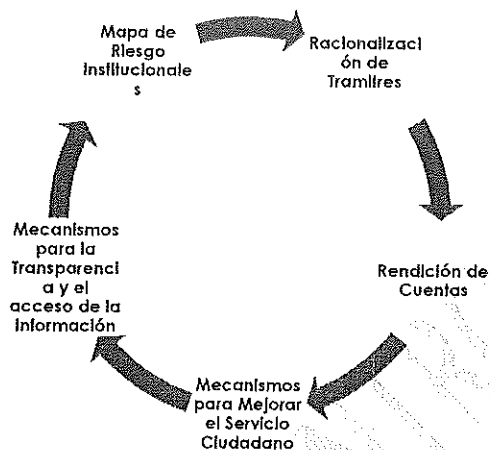 Mapa de
Riesgo
Institucionale
s
Racionalizaci
ón de
Tramitres
Rendición de
Cuentas
Mecanismos
para Mejorar
el Servicio
Ciudadano
Mecanismos
para la
Transparenci
a y el
acceso de la
información